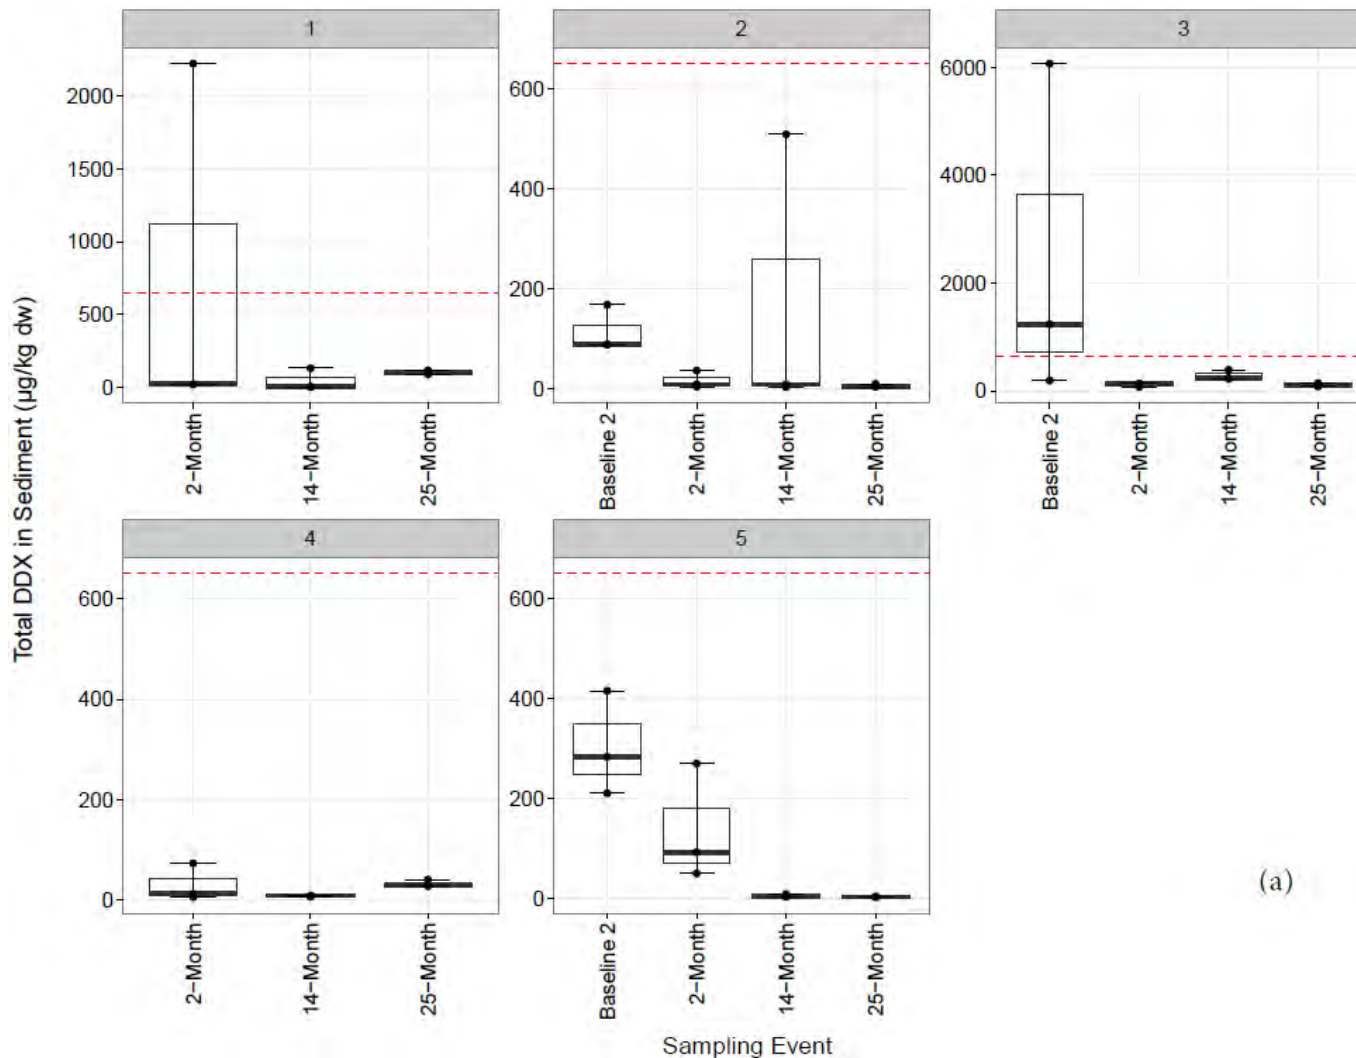 Total DDX in Sediment (µg/kg dw)
1
2000
1500
1000
500
0
2-Month
14-Month
25-Month
2
600
400
200
0
Baseline 2
2-Month
14-Month
25-Month
3
6000
4000
2000
0
Baseline 2
2-Month
14-Month
25-Month
4
600
400
200
0
2-Month
14-Month
25-Month
5
600
400
200
0
Baseline 2
2-Month
14-Month
25-Month
(a)
Sampling Event